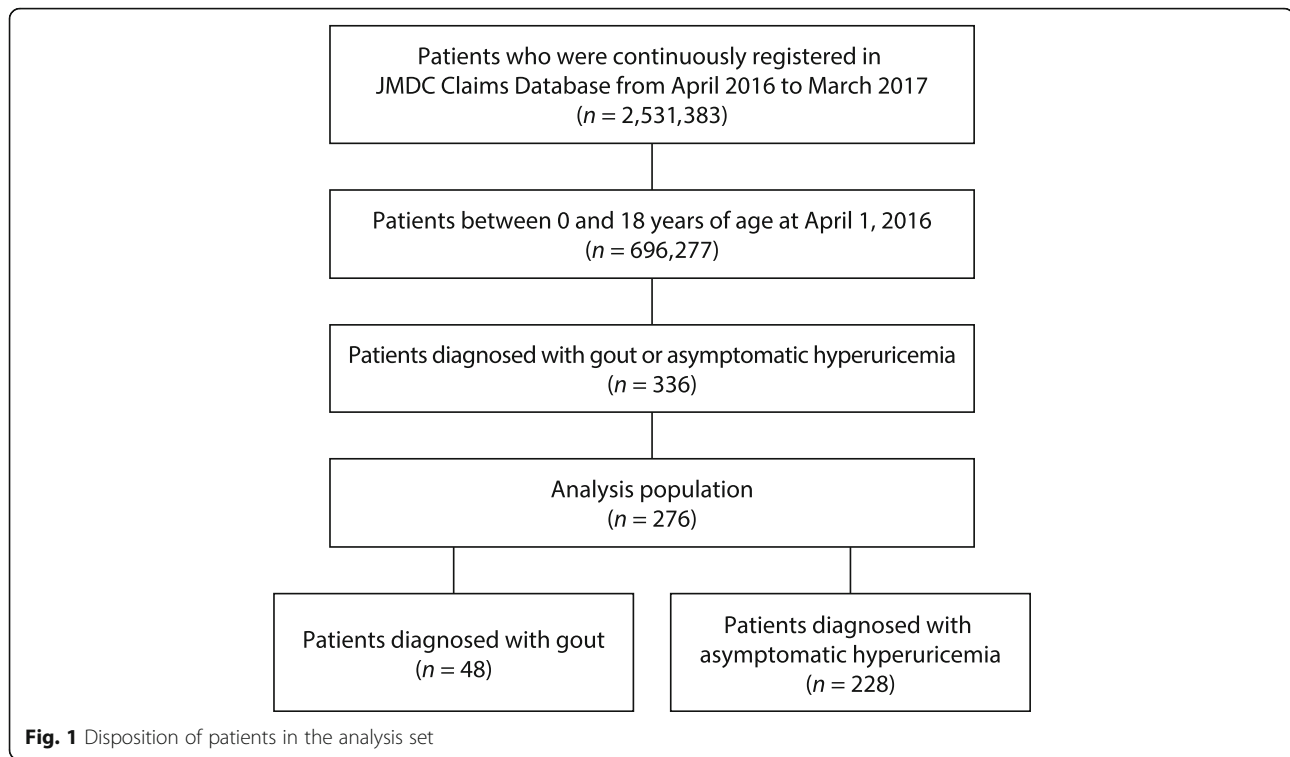 Patients who were continuously registered in
JMDC Claims Database from April 2016 to March 2017
(n = 2,531,383)
Patients between 0 and 18 years of age at April 1, 2016
(n = 696,277)
Patients diagnosed with gout or asymptomatic hyperuricemia
(n = 336)
Analysis population
(n = 276)
Patients diagnosed with gout
(n = 48)
Patients diagnosed with
asymptomatic hyperuricemia
(n = 228)
Fig. 1 Disposition of patients in the analysis set